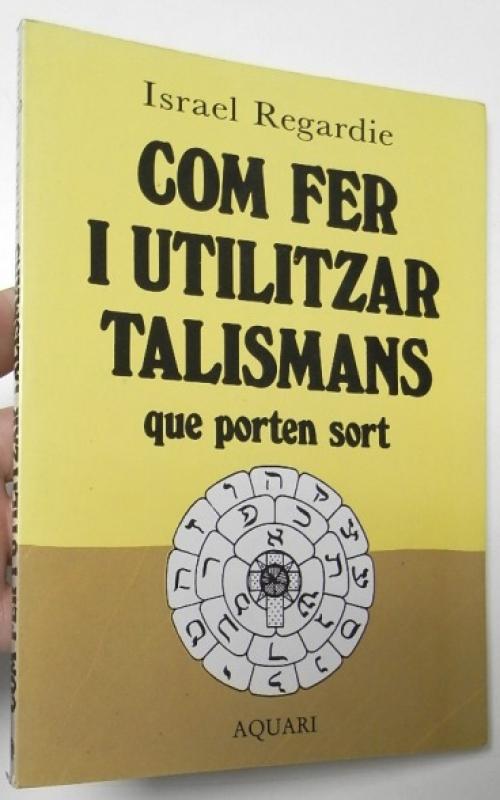 Israel Regardie
COM FER
I UTILITZAR
TALISMANS
que porten sort
AQUARI